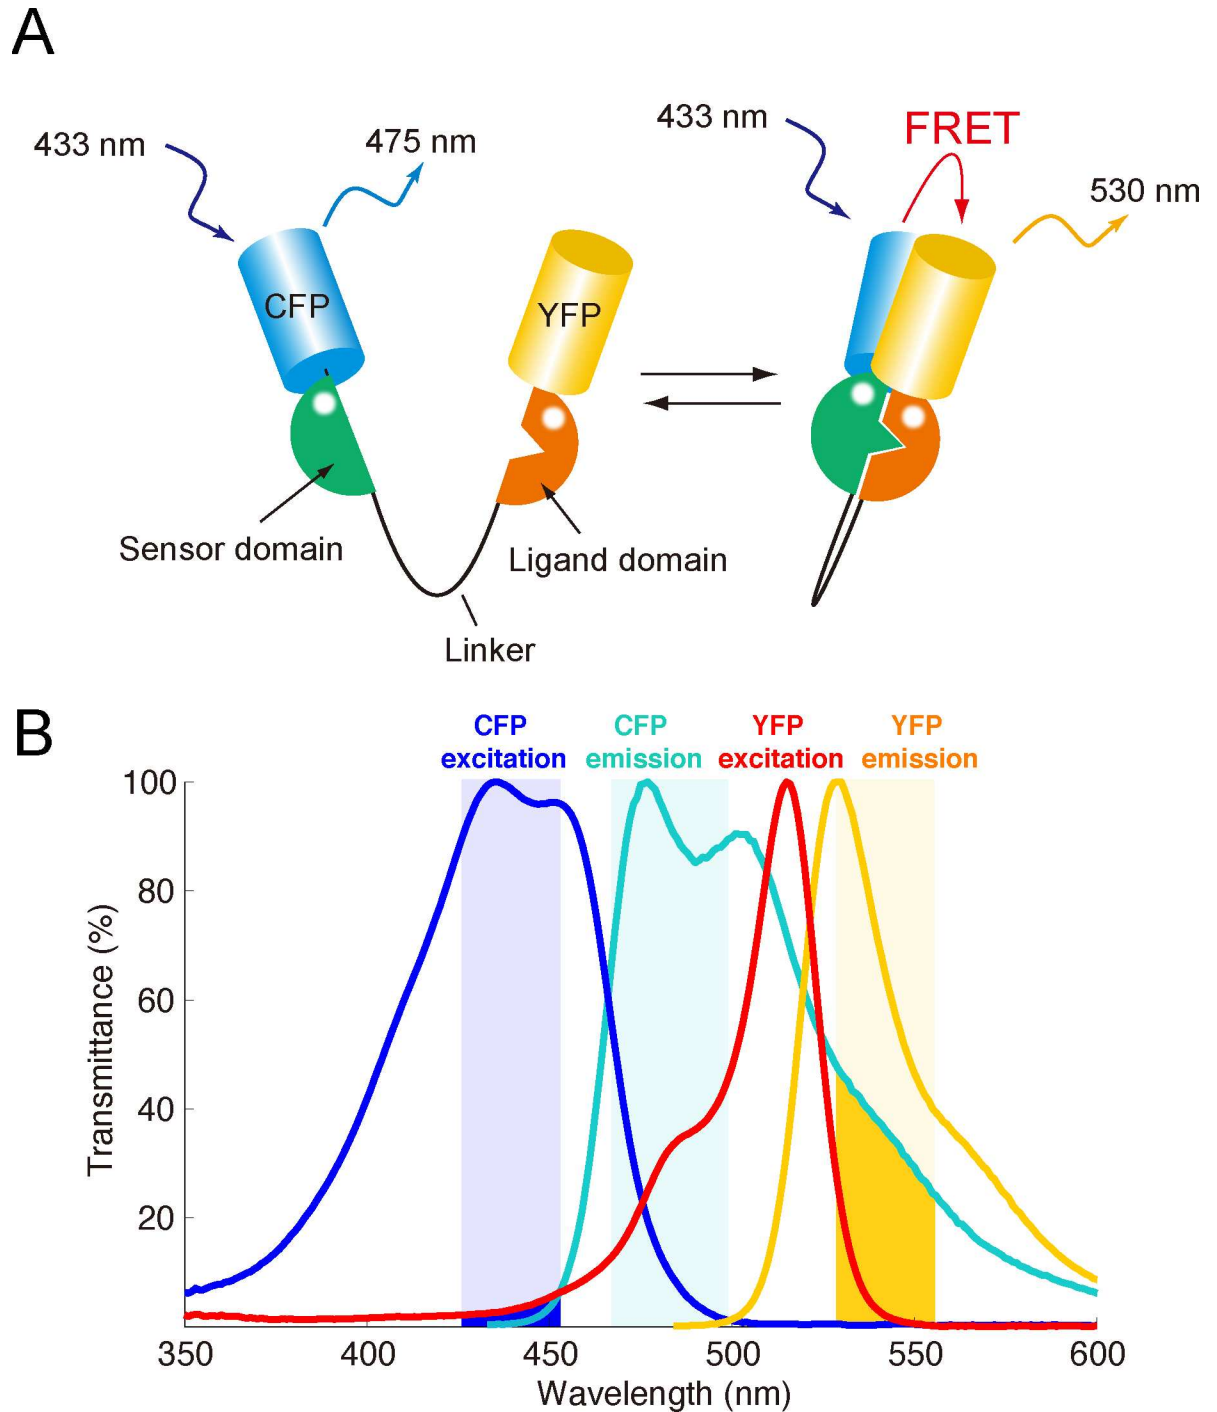 A
433 nm
475 nm
433 nm
FRET
530 nm
CFP
YFP
Sensor domain
Ligand domain
Linker
B
CFP
excitation
CFP
emission
YFP
excitation
YFP
emission
100
80
60
40
20
Transmittance (%)
350
400
450
500
550
600
Wavelength (nm)